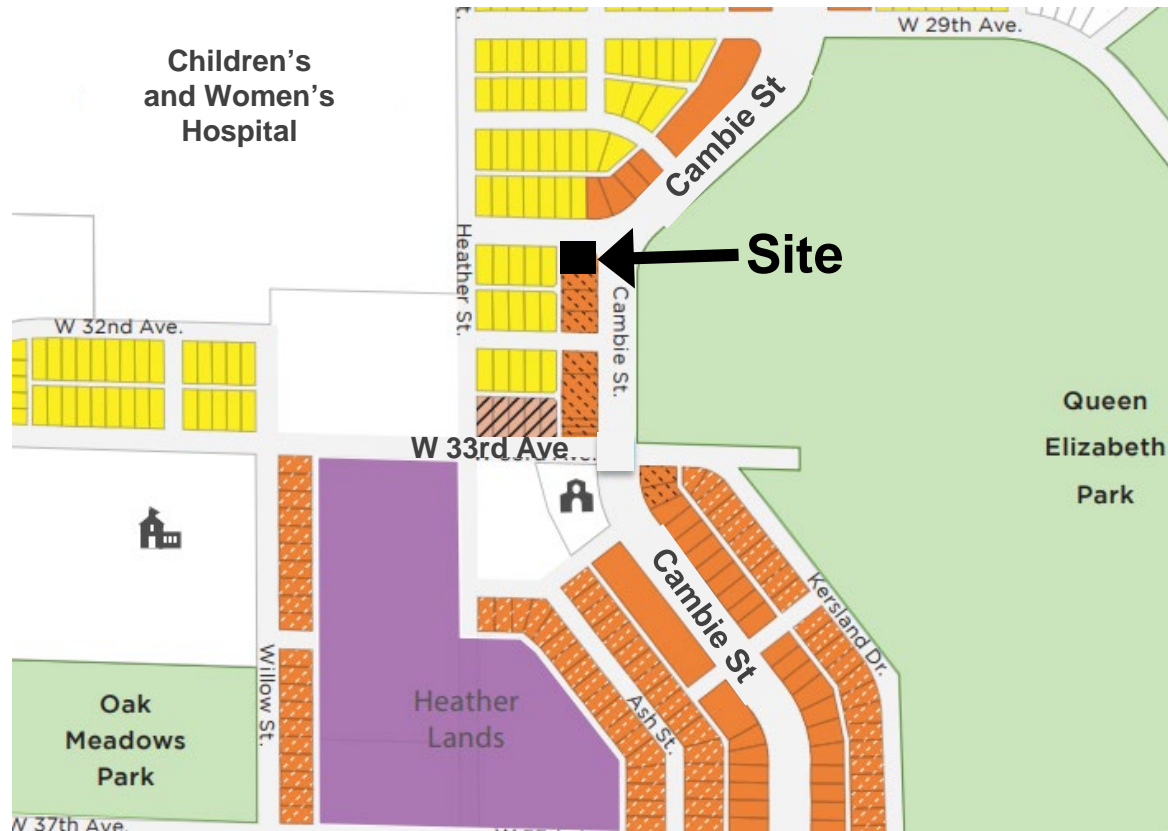 St.
W 29th Ave.
Children's
and Women's
Hospital
Cambie St
Heather St.
Site
Cambie St.
W 32nd Ave.
Queen
Elizabeth
Park
W 33rd Ave
Cambie St
Kersland Dr.
Willow St.
Oak
Meadows
Park
Heather
Lands
Ash St.
W 37th Ave.